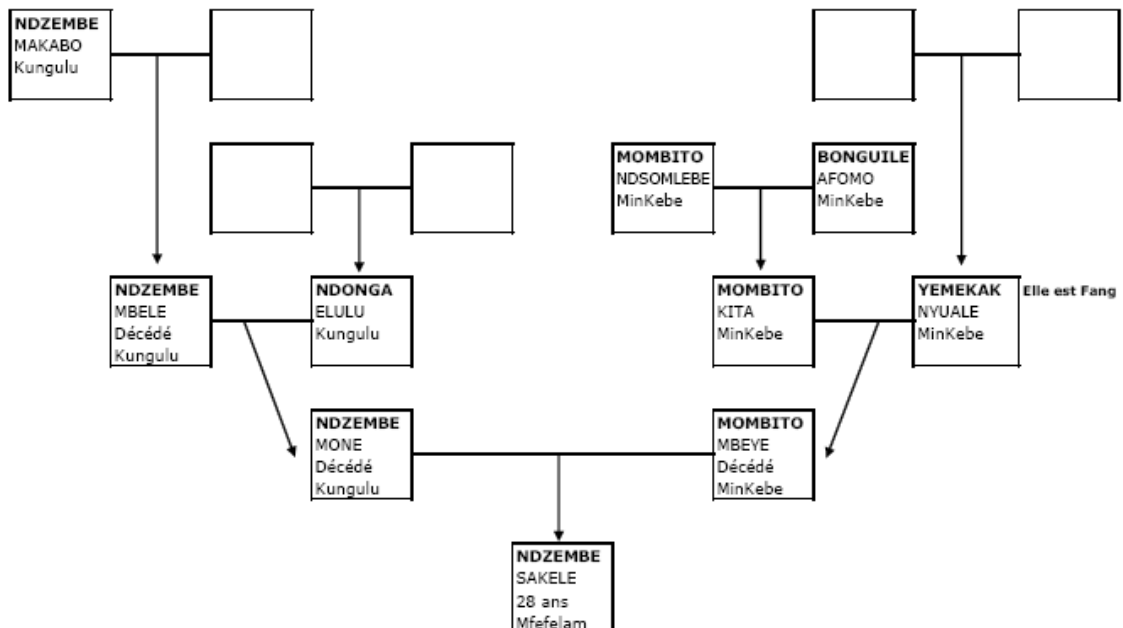 NDZEMBE
MAKABO
Kungulu
MOMBITO
NDSOMLEBE
MinKebe
BONGUILE
AFOMO
MinKebe
NDZEMBE
MBELE
Décédé
Kungulu
NDONGA
ELULU
Kungulu
MOMBITO
KITA
MinKebe
YEMEKAK
NYUALE
MinKebe
Elle est Fang
NDZEMBE
MONE
Décédé
Kungulu
MOMBITO
MBEYE
Décédé
MinKebe
NDZEMBE
SAKELE
28 ans
Mfefelam